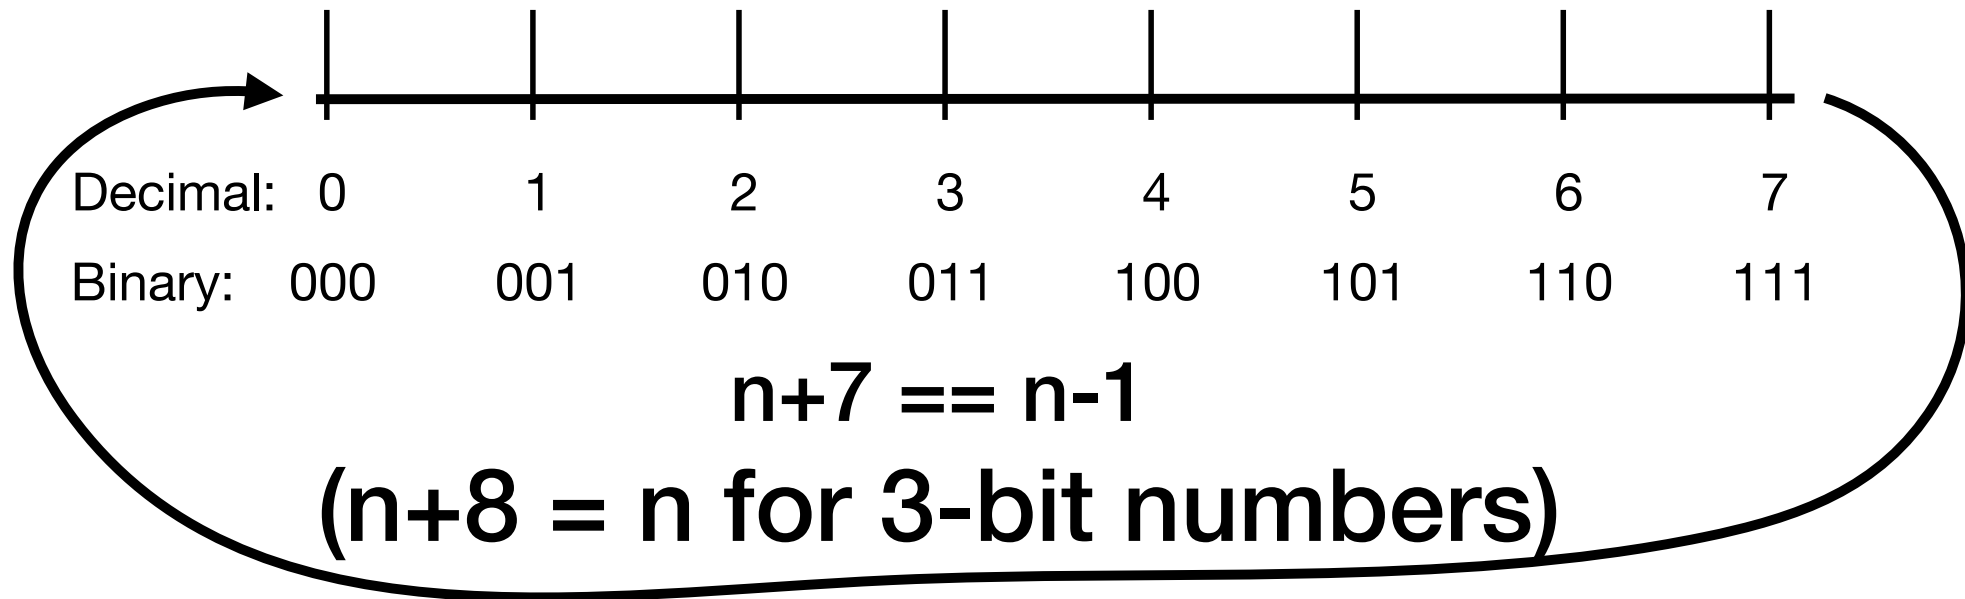 Decimal: 0 1 2 3 4 5 6 7
Binary: 000 001 010 011 100 101 110 111
n+7 == n-1
(n+8 = n for 3-bit numbers)